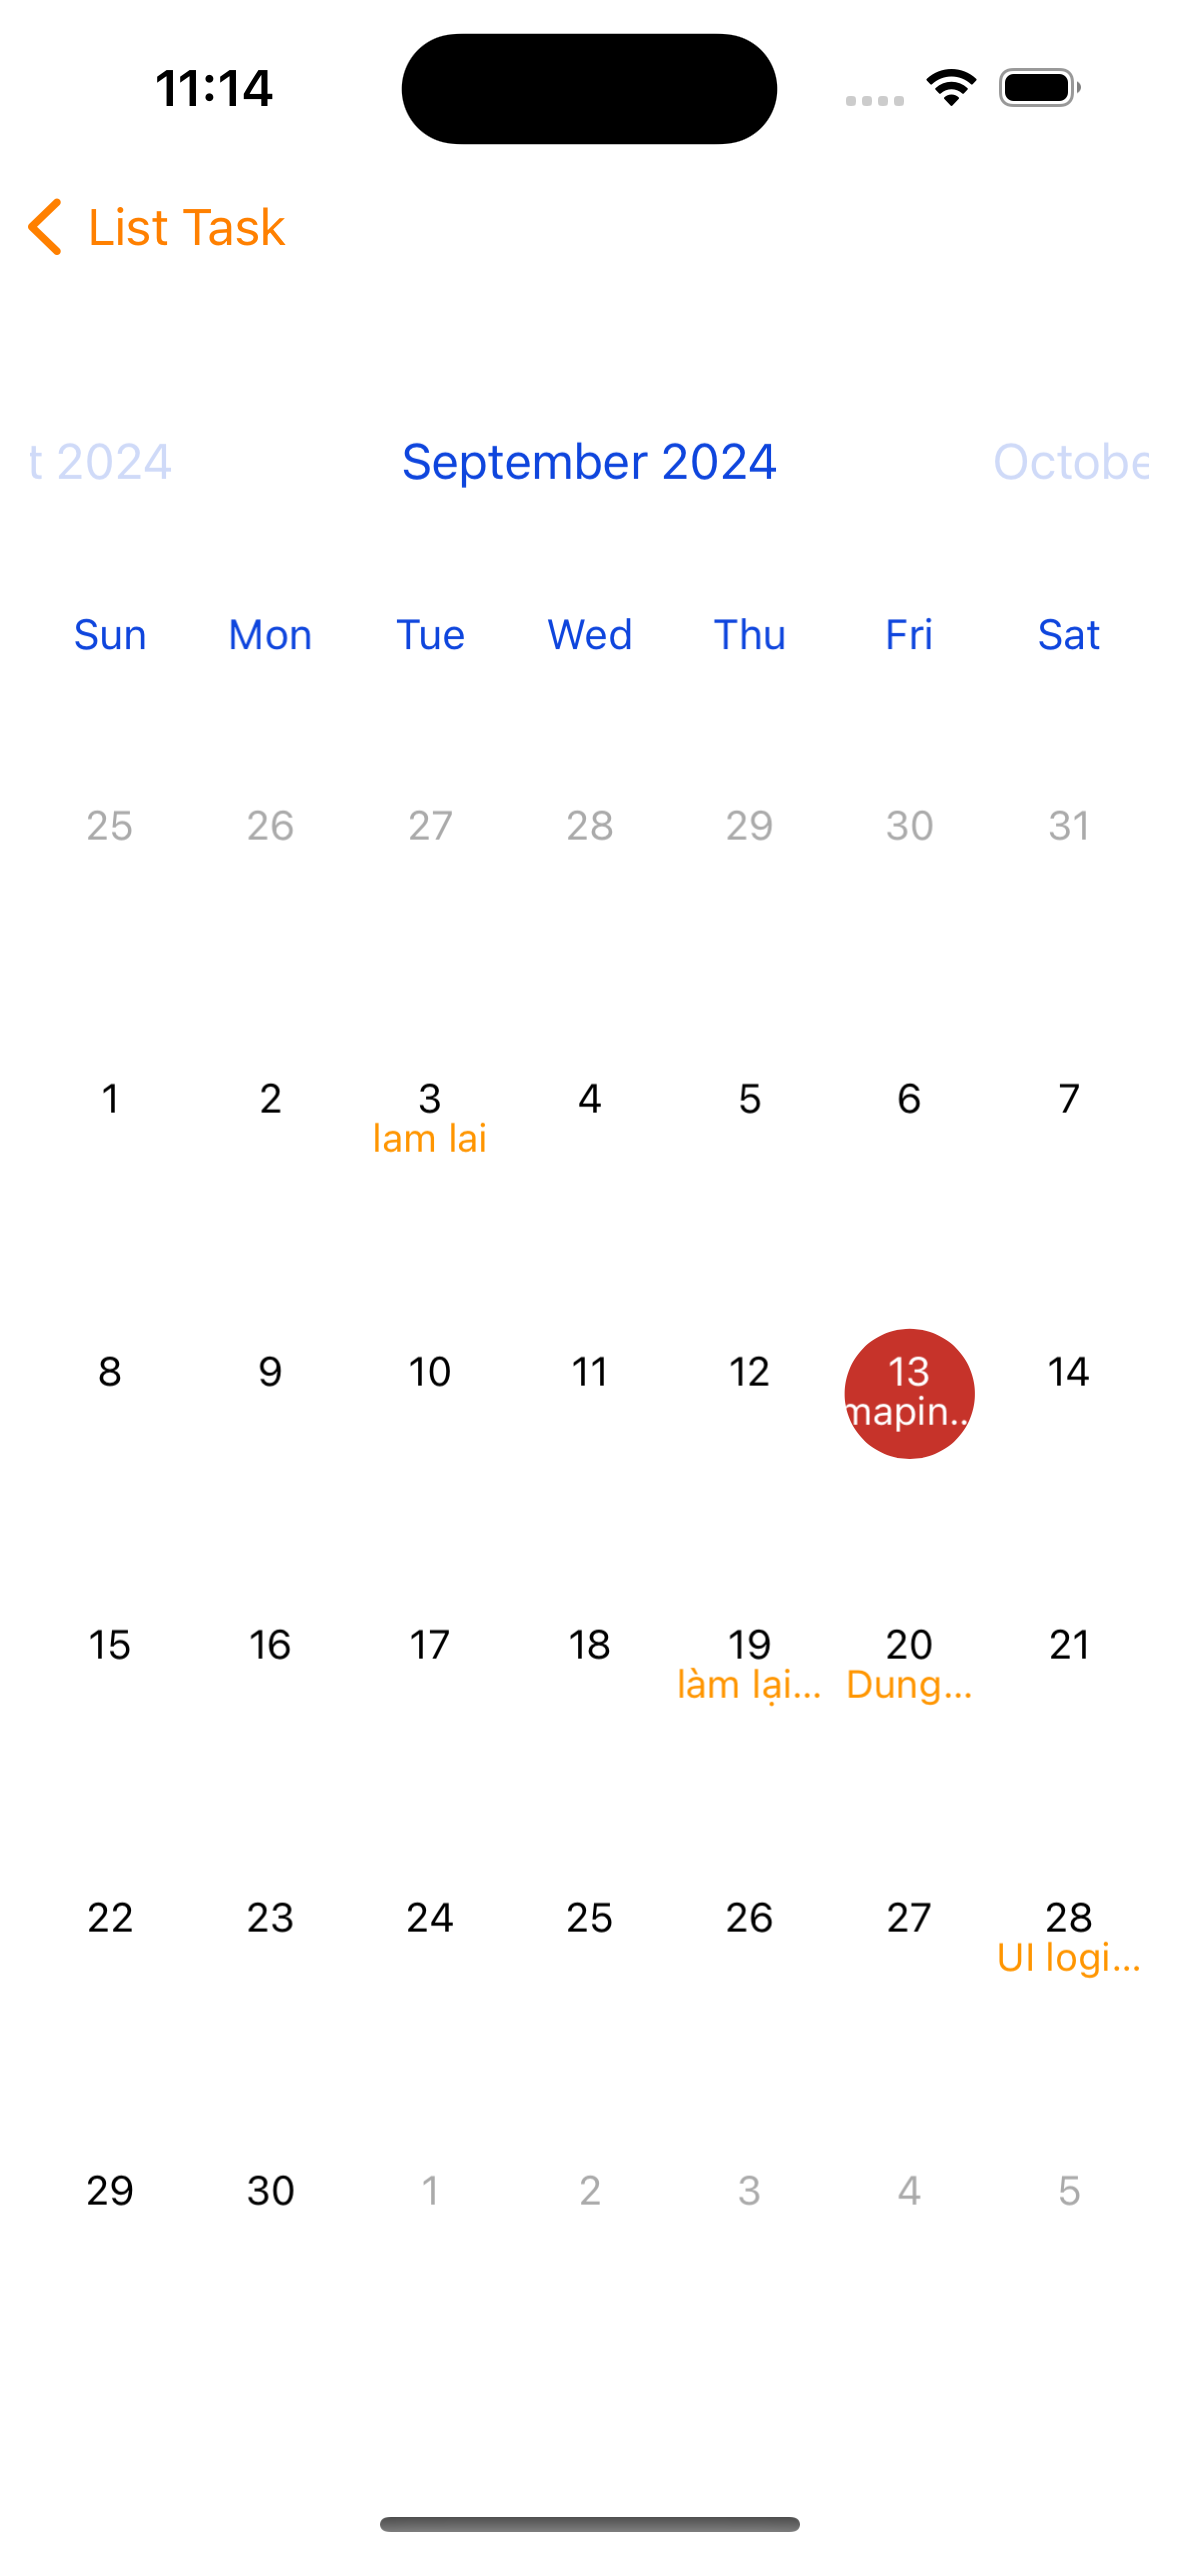 11:14
List Task
t 2024 September 2024 Octobe
Sun Mon Tue Wed Thu Fri Sat
25 26 27 28 29 30 31
1 2 3 4 5 6 7
lam lai
8 9 10 11 12 13 14
mapin...
15 16 17 18 19 20 21
làm lại... Dung...
22 23 24 25 26 27 28
UI logi...
29 30 1 2 3 4 5